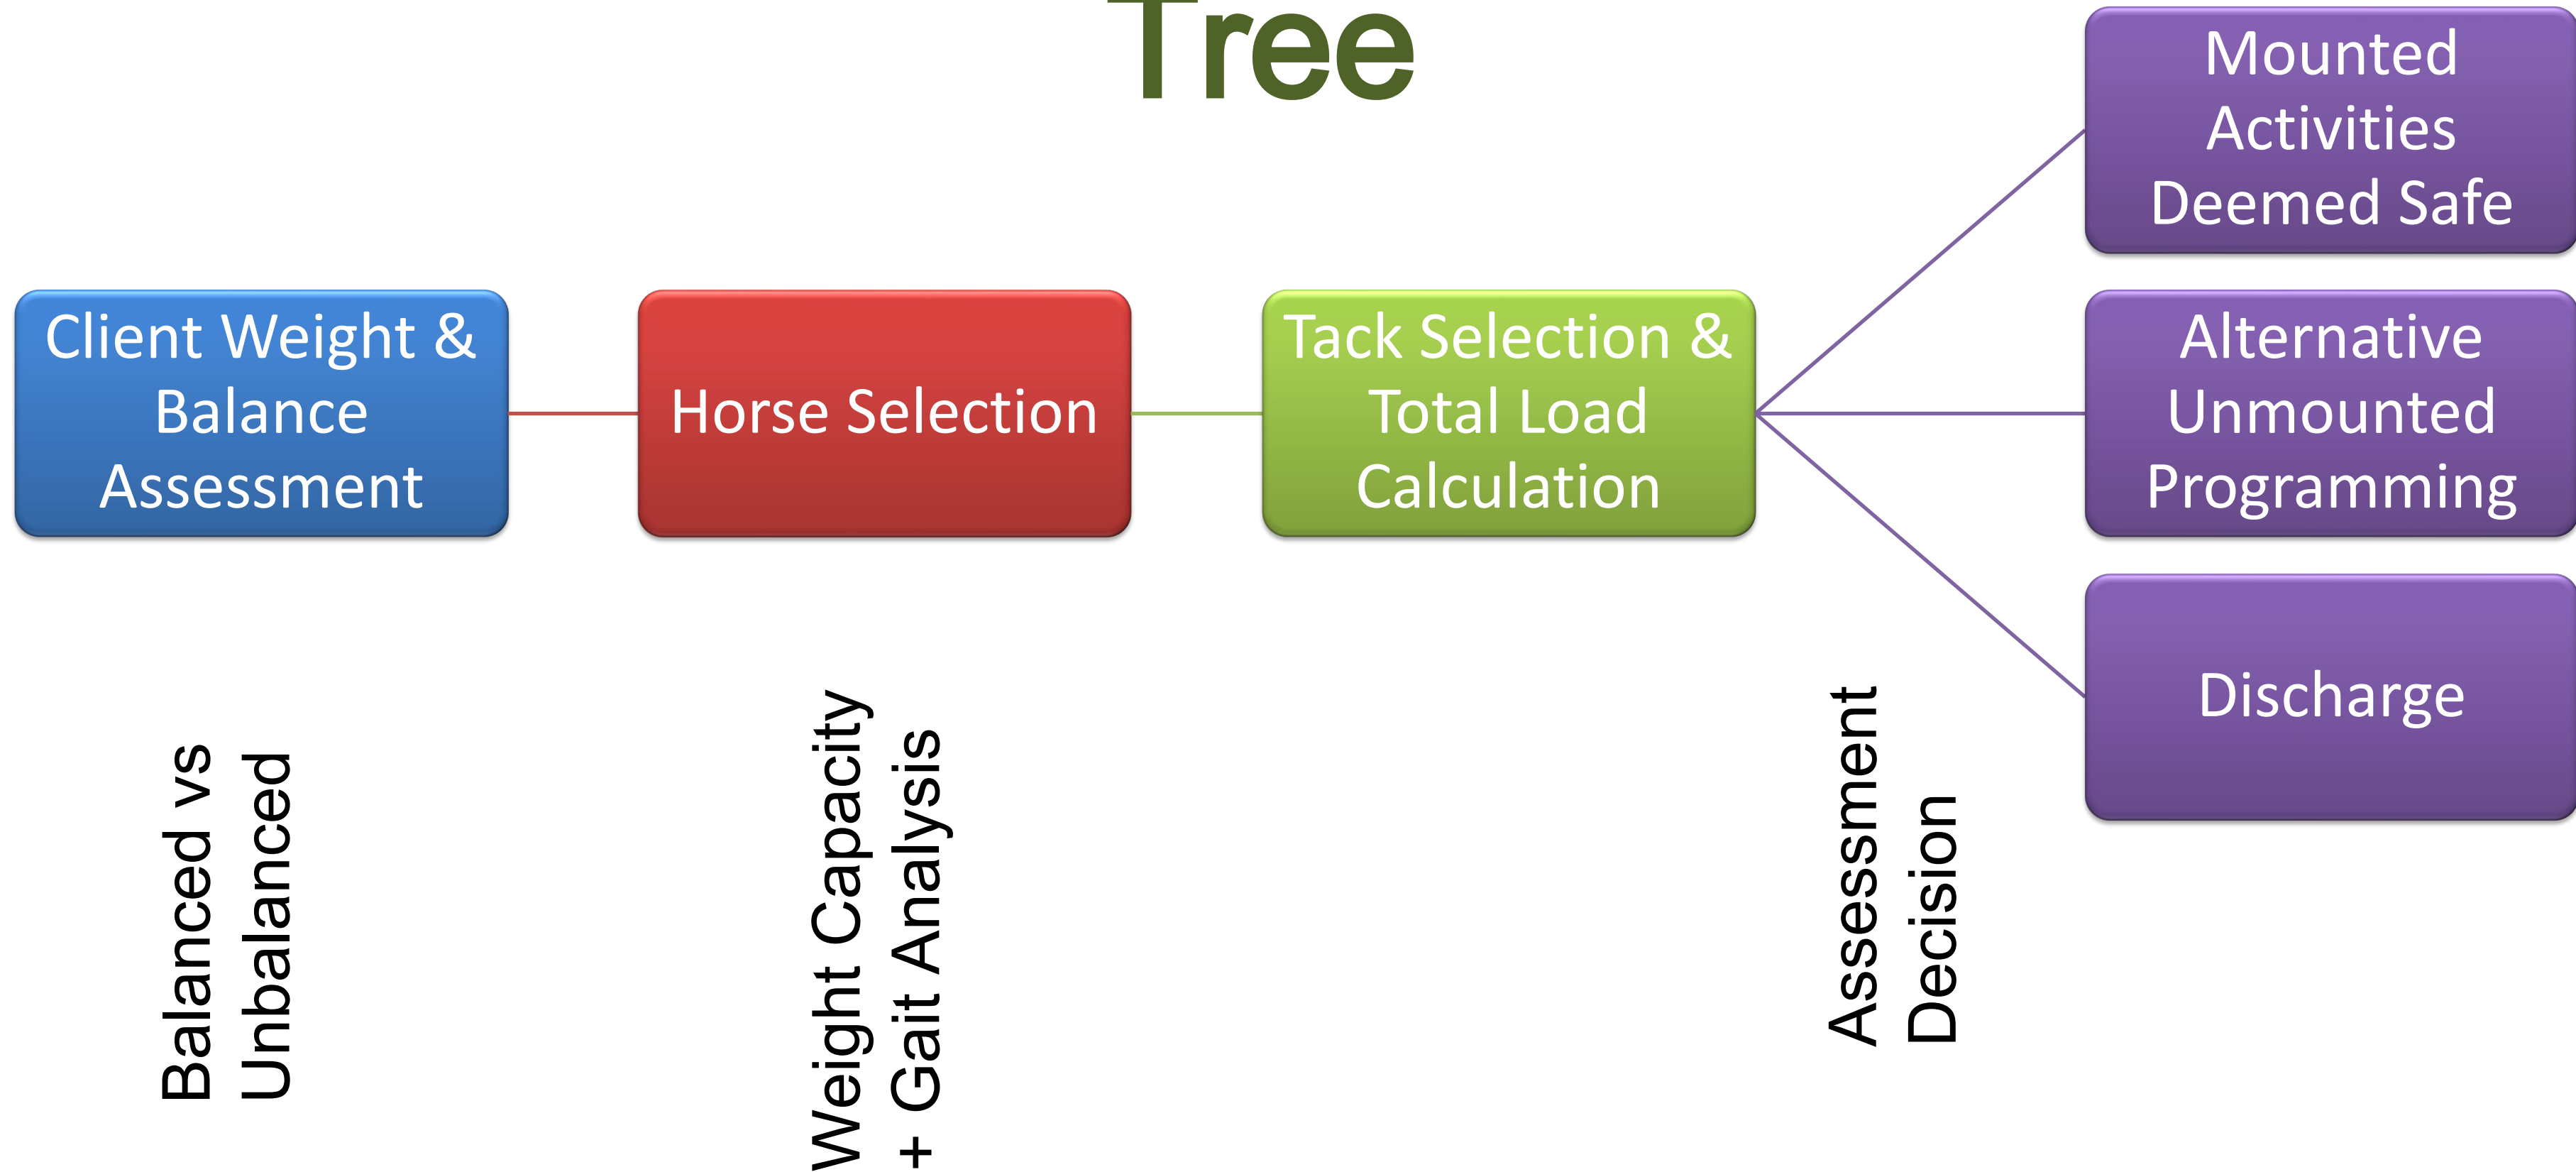 Tree
Client Weight &
Balance
Assessment
Horse Selection
Tack Selection &
Total Load
Calculation
Mounted
Activities
Deemed Safe
Alternative
Unmounted
Programming
Discharge
Balanced vs
Unbalanced
Weight Capacity
+ Gait Analysis
Assessment
Decision